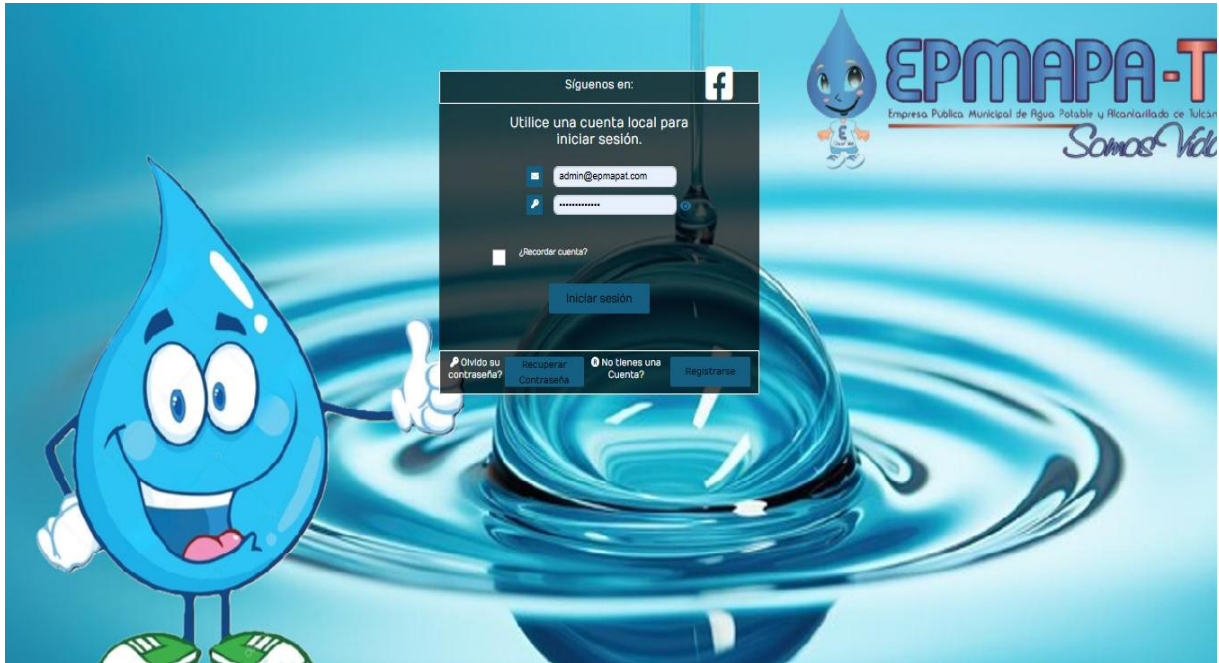 Síguenos en:
EPMAPA-T
Empresa Publica Municipal de Agua Potable y Alcantarillado de Tulcán
Somos Vida
Utilice una cuenta local para
iniciar sesión.
admin@epmapat.com
•••••••••••••
¿Recordar cuenta?
Iniciar sesión
Olvido su
contraseña?
Recuperar
Contraseña
No tienes una
Cuenta?
Registrarse